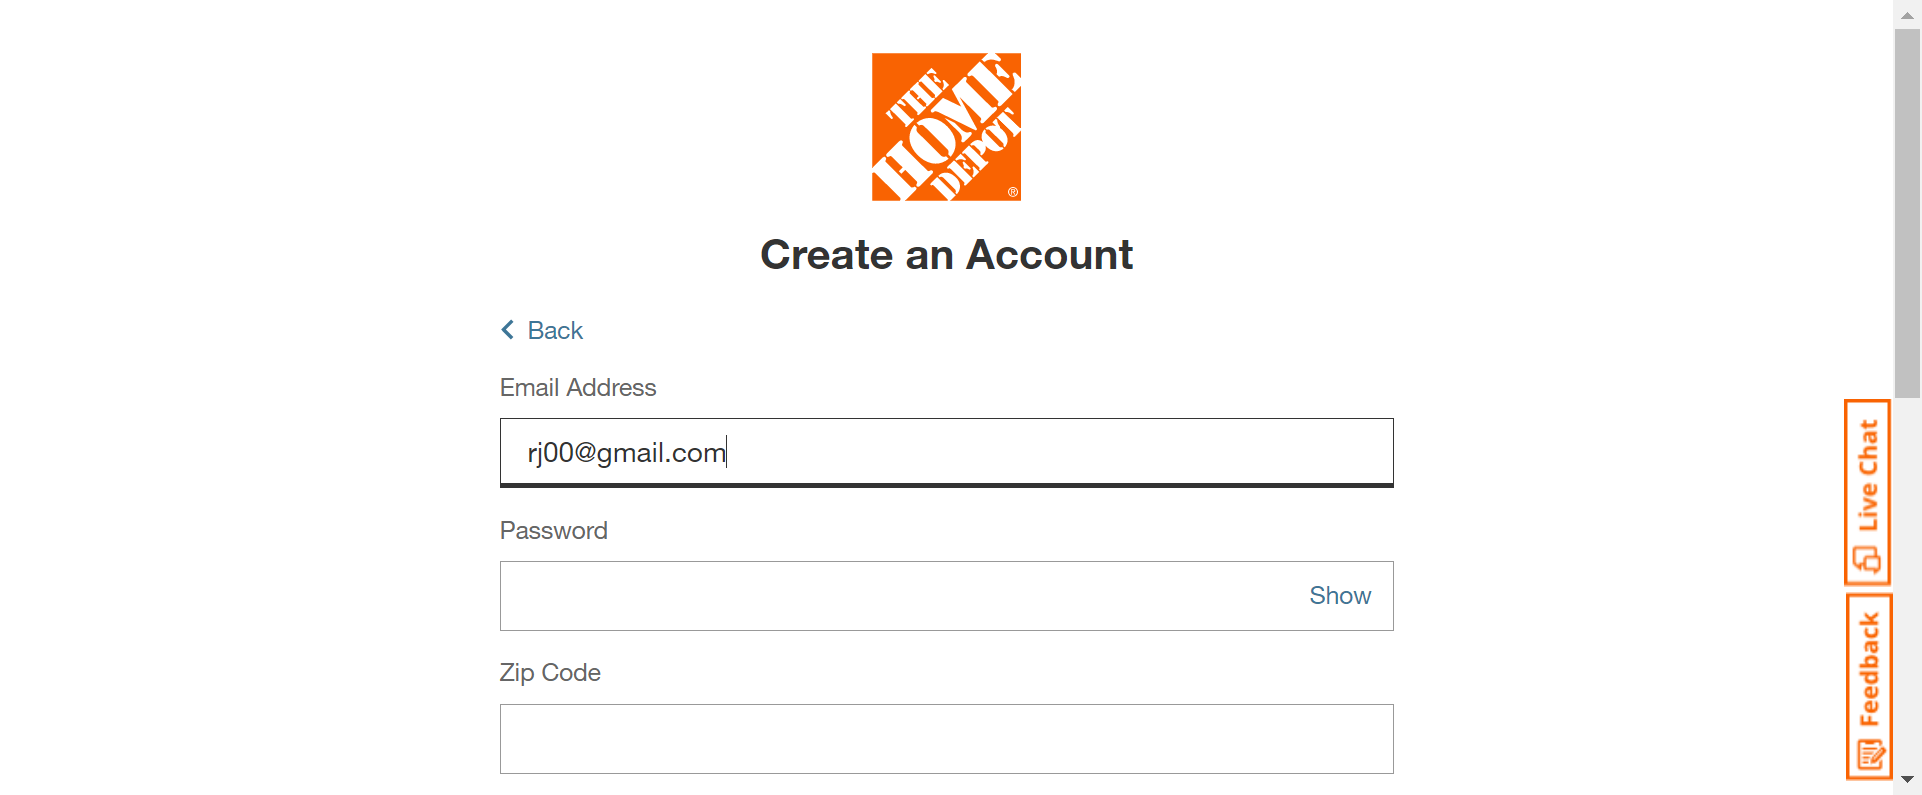 THE
HOME
DEPOT
®
Create an Account
Back
Email Address
rj00@gmail.com
Password
Show
Zip Code
Live Chat
Feedback